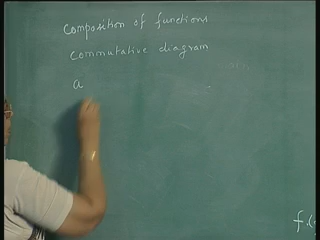 Composition of functions
Commutative diagram
a
f.